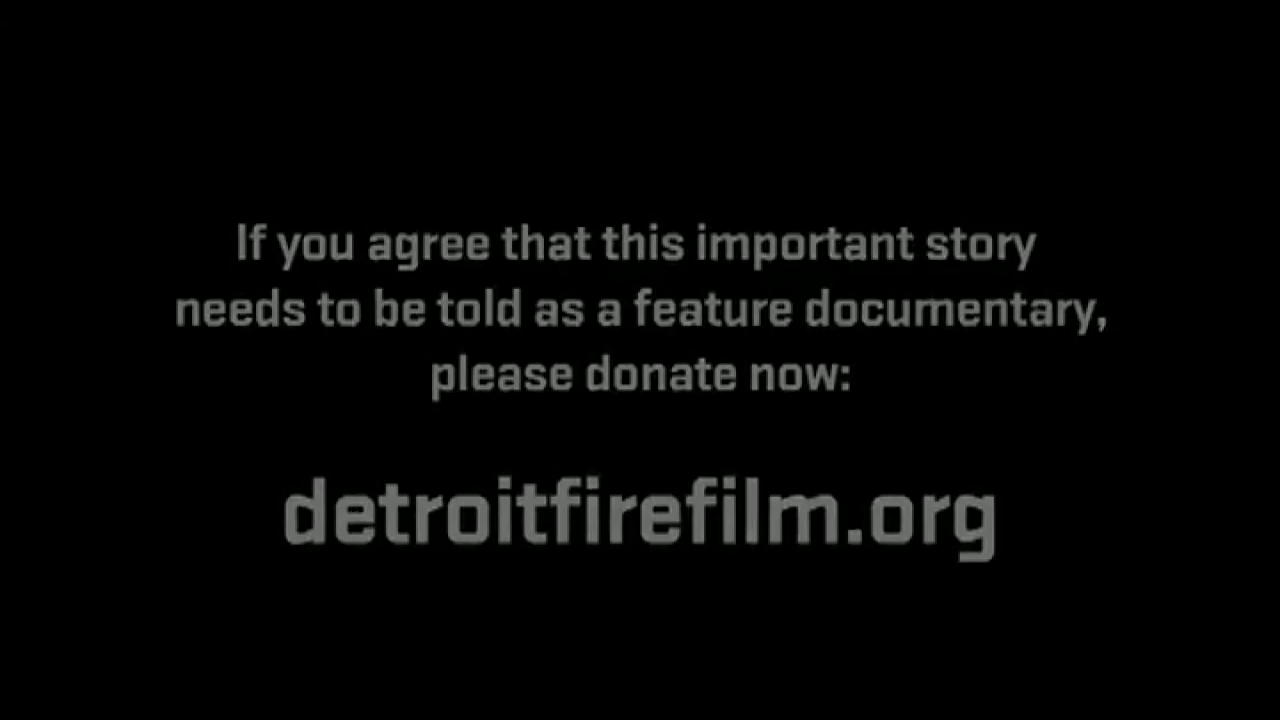 If you agree that this important story
needs to be told as a feature documentary,
please donate now:
detroitfirefilm.org